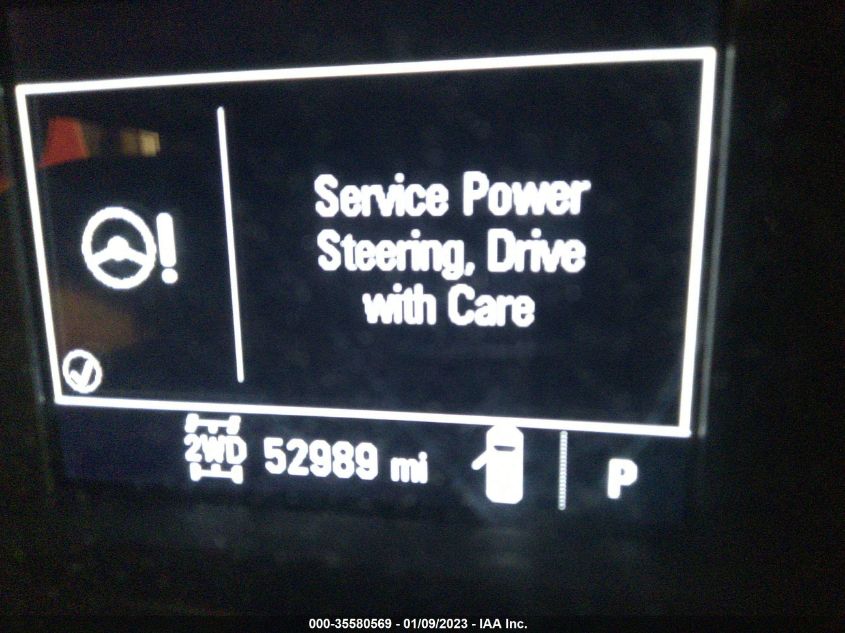 Service Power
Steering, Drive
with Care
2WD 52989 mi P
000-35580569 - 01/09/2023 - IAA Inc.